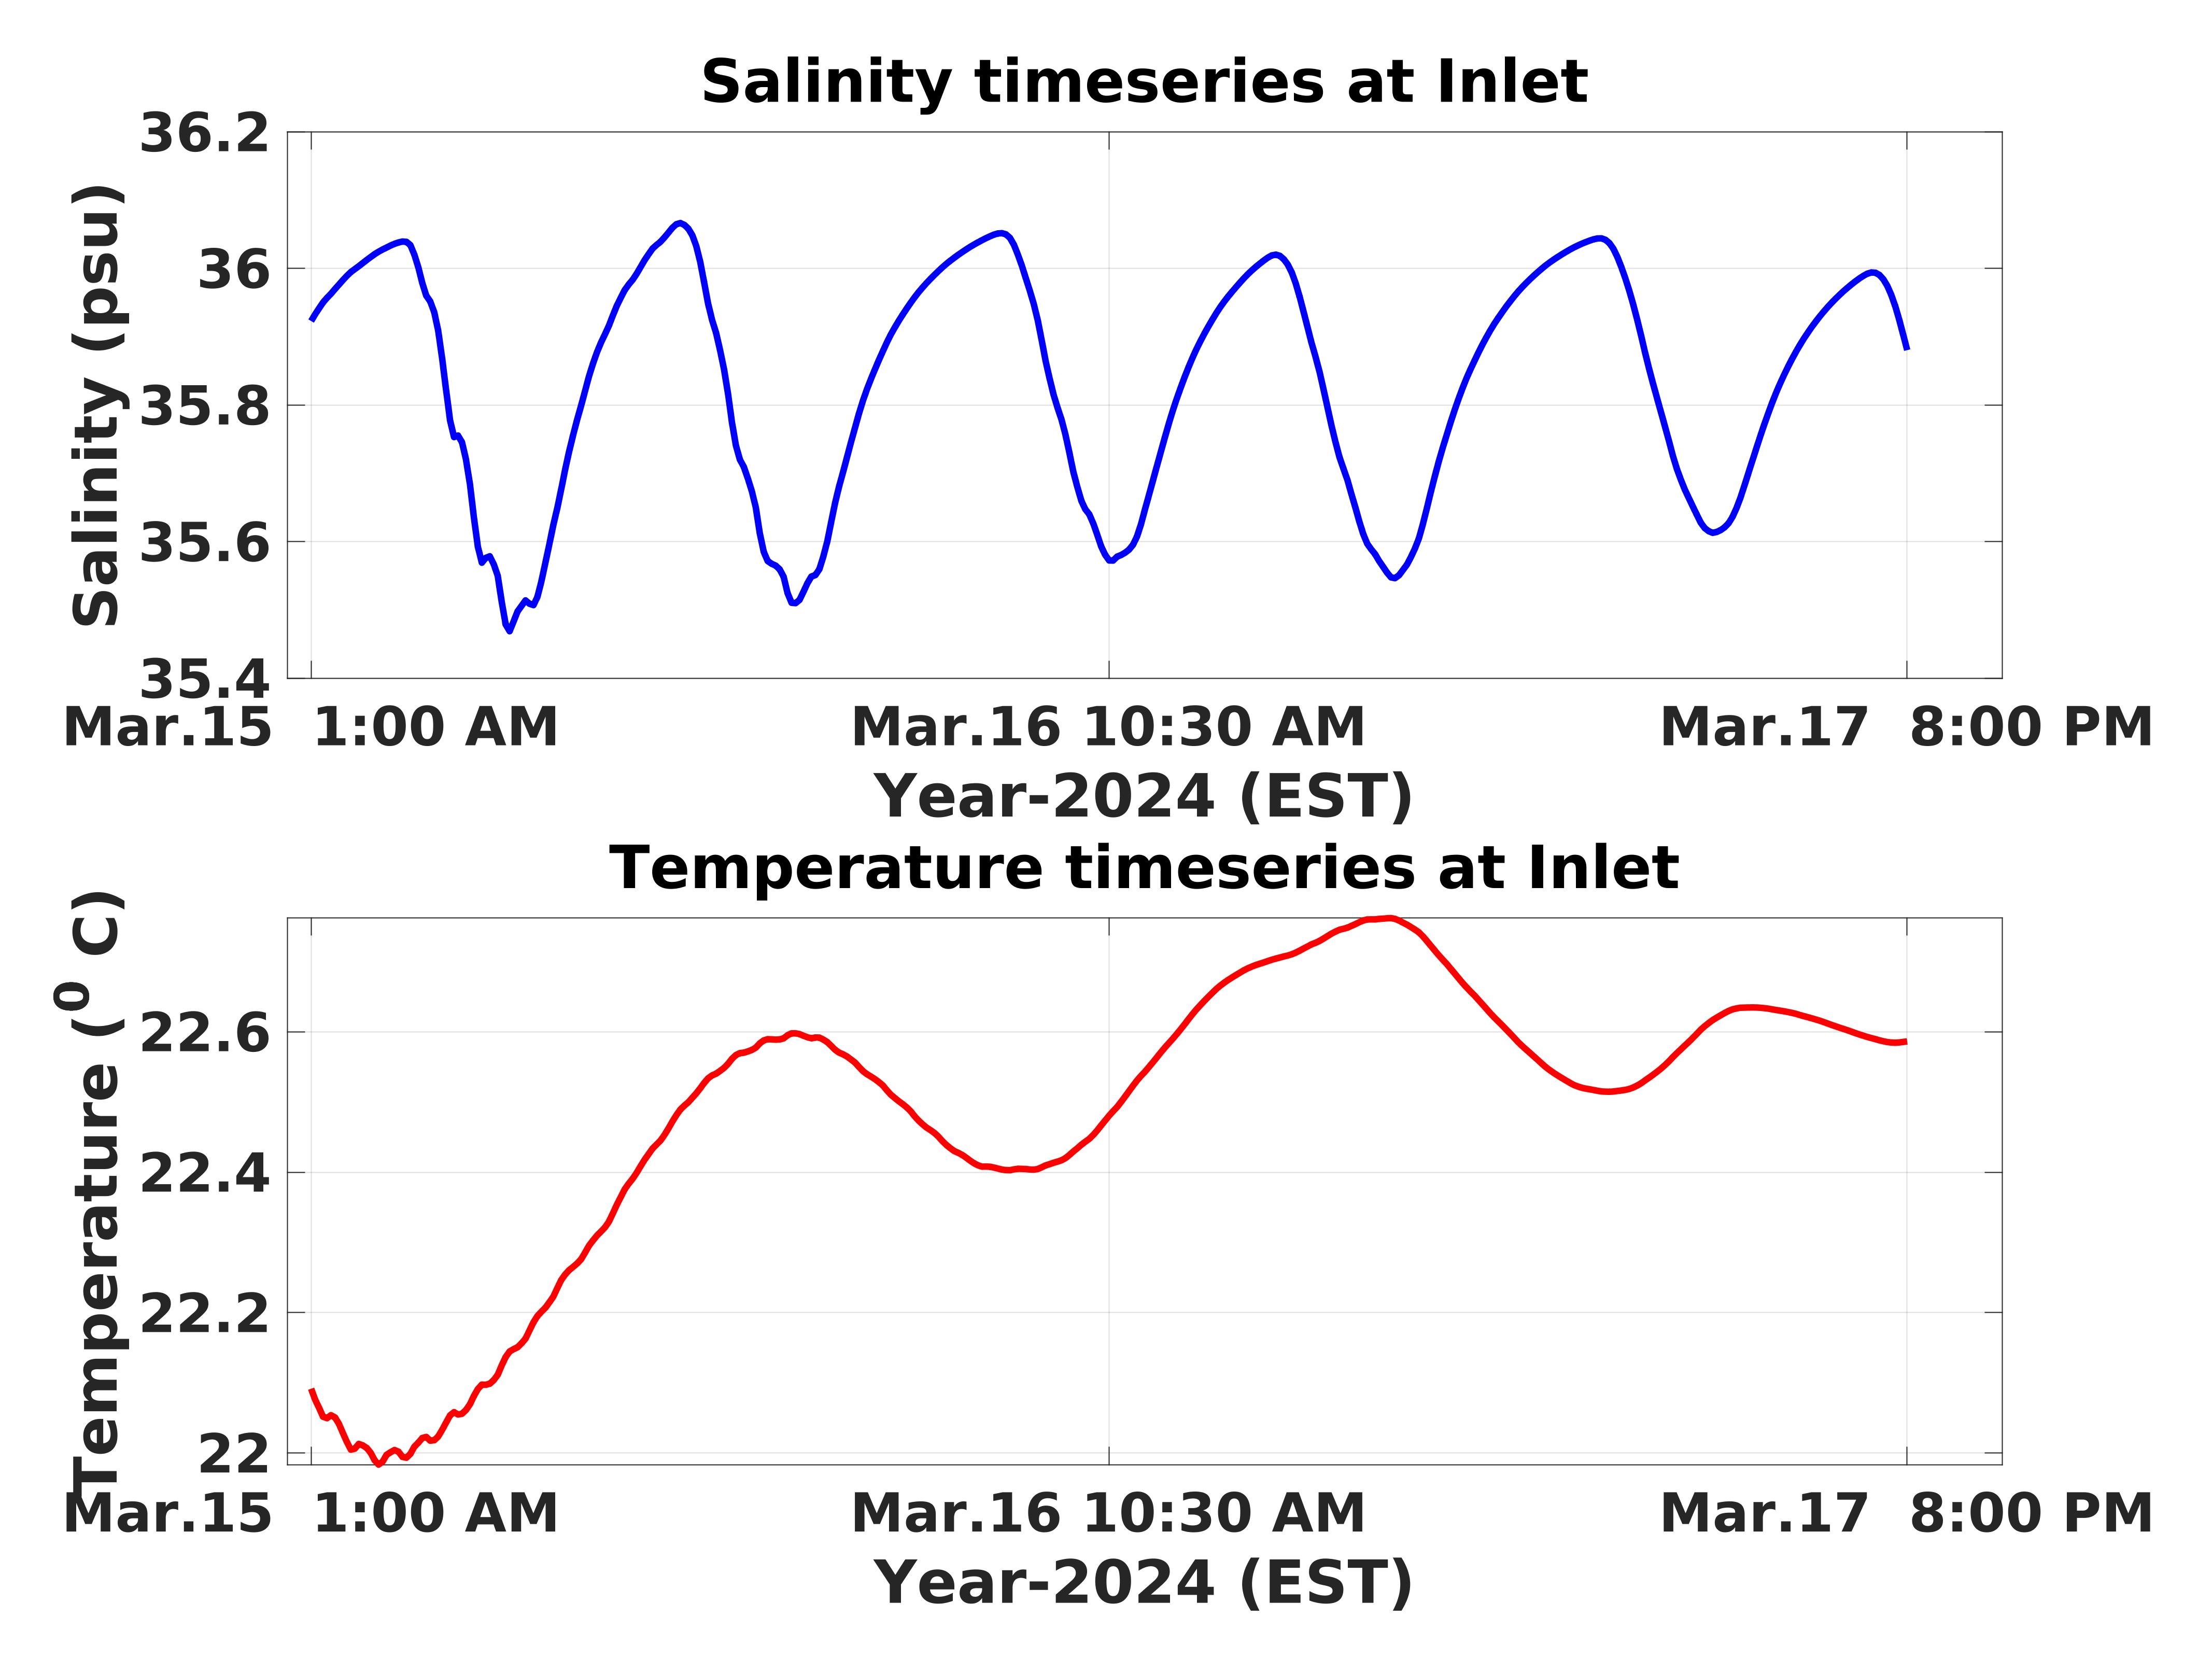 Salinity timeseries at Inlet
Salinity (psu)
36.2
36
35.8
35.6
35.4
Mar.15 1:00 AM
Mar.16 10:30 AM
Mar.17 8:00 PM
Year-2024 (EST)
Temperature timeseries at Inlet
Temperature (⁰ C)
22.6
22.4
22.2
22
Mar.15 1:00 AM
Mar.16 10:30 AM
Mar.17 8:00 PM
Year-2024 (EST)